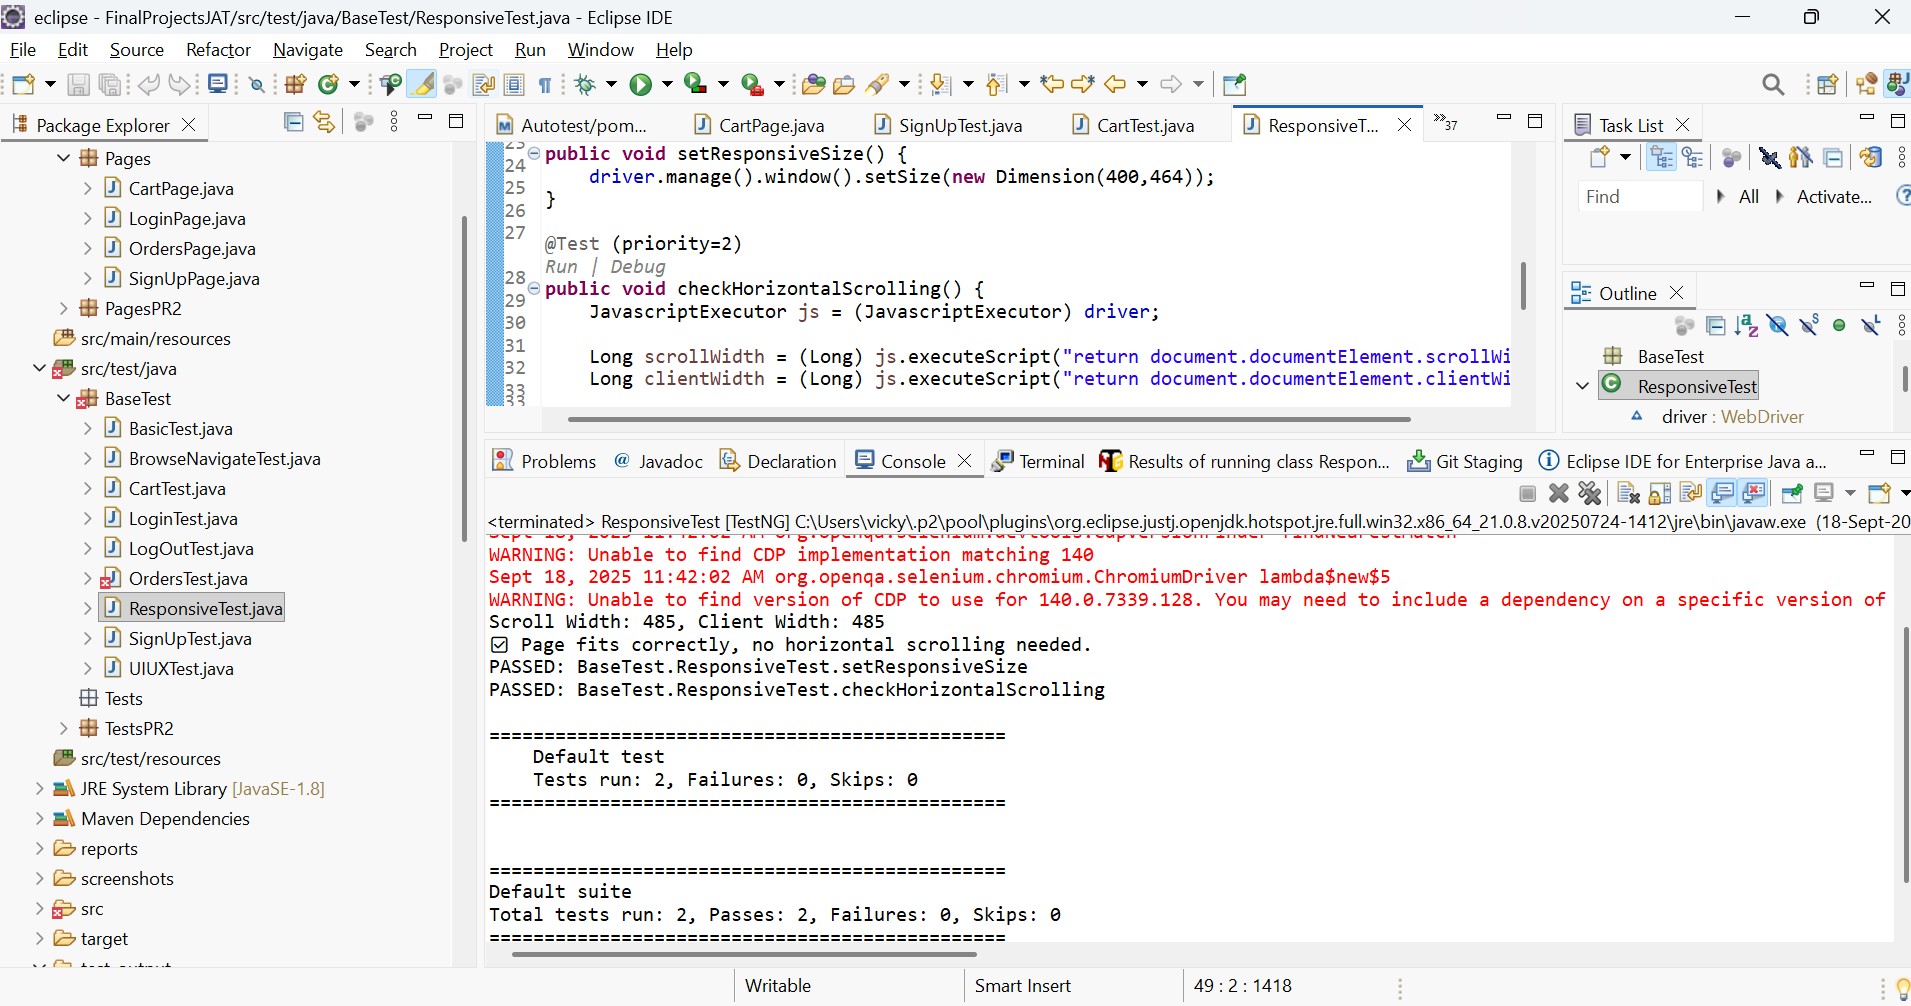 eclipse - FinalProjectsJAT/src/test/java/BaseTest/ResponsiveTest.java - Eclipse IDE
File Edit Source Refactor Navigate Search Project Run Window Help
Package Explorer
Pages
CartPage.java
LoginPage.java
OrdersPage.java
SignUpPage.java
PagesPR2
src/main/resources
src/test/java
BaseTest
BasicTest.java
BrowseNavigateTest.java
CartTest.java
LoginTest.java
LogOutTest.java
OrdersTest.java
ResponsiveTest.java
SignUpTest.java
UIUXTest.java
Tests
TestsPR2
src/test/resources
JRE System Library [JavaSE-1.8]
Maven Dependencies
reports
screenshots
src
target
Autotest/pom... CartPage.java SignUpTest.java CartTest.java ResponsiveT... »37
23
24 public void setResponsiveSize() {
25 driver.manage().window().setSize(new Dimension(400,464));
26 }
27
@Test (priority=2)
Run | Debug
28
29 public void checkHorizontalScrolling() {
30 JavascriptExecutor js = (JavascriptExecutor) driver;
31
32 Long scrollWidth = (Long) js.executeScript("return document.documentElement.scrollWi
33 Long clientWidth = (Long) js.executeScript("return document.documentElement.clientWi
Task List
Find All Activate...
Outline
BaseTest
ResponsiveTest
driver : WebDriver
Problems @ Javadoc Declaration Console Terminal Results of running class Respon... Git Staging Eclipse IDE for Enterprise Java a...
<terminated> ResponsiveTest [TestNG] C:\Users\vicky\.p2\pool\plugins\org.eclipse.justj.openjdk.hotspot.jre.full.win32.x86_64_21.0.8.v20250724-1412\jre\bin\javaw.exe (18-Sept-20
Sept 18, 2025 11:42:02 AM org.openqa.selenium.devtools.CdpVersionFinder findNearestMatch
WARNING: Unable to find CDP implementation matching 140
Sept 18, 2025 11:42:02 AM org.openqa.selenium.chromium.ChromiumDriver lambda$new$5
WARNING: Unable to find version of CDP to use for 140.0.7339.128. You may need to include a dependency on a specific version of
Scroll Width: 485, Client Width: 485
☑ Page fits correctly, no horizontal scrolling needed.
PASSED: BaseTest.ResponsiveTest.setResponsiveSize
PASSED: BaseTest.ResponsiveTest.checkHorizontalScrolling
===============================================
Default test
Tests run: 2, Failures: 0, Skips: 0
===============================================
===============================================
Default suite
Total tests run: 2, Passes: 2, Failures: 0, Skips: 0
===============================================
Writable Smart Insert 49 : 2 : 1418